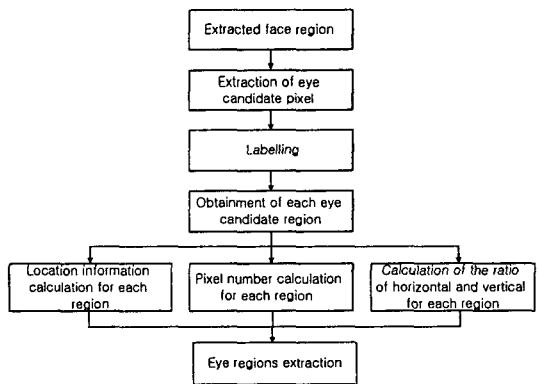 Extracted face region
Extraction of eye
candidate pixel
Labelling
Obtainment of each eye
candidate region
Location information
calculation for each
region
Pixel number calculation
for each region
Calculation of the ratio
of horizontal and vertical
for each region
Eye regions extraction